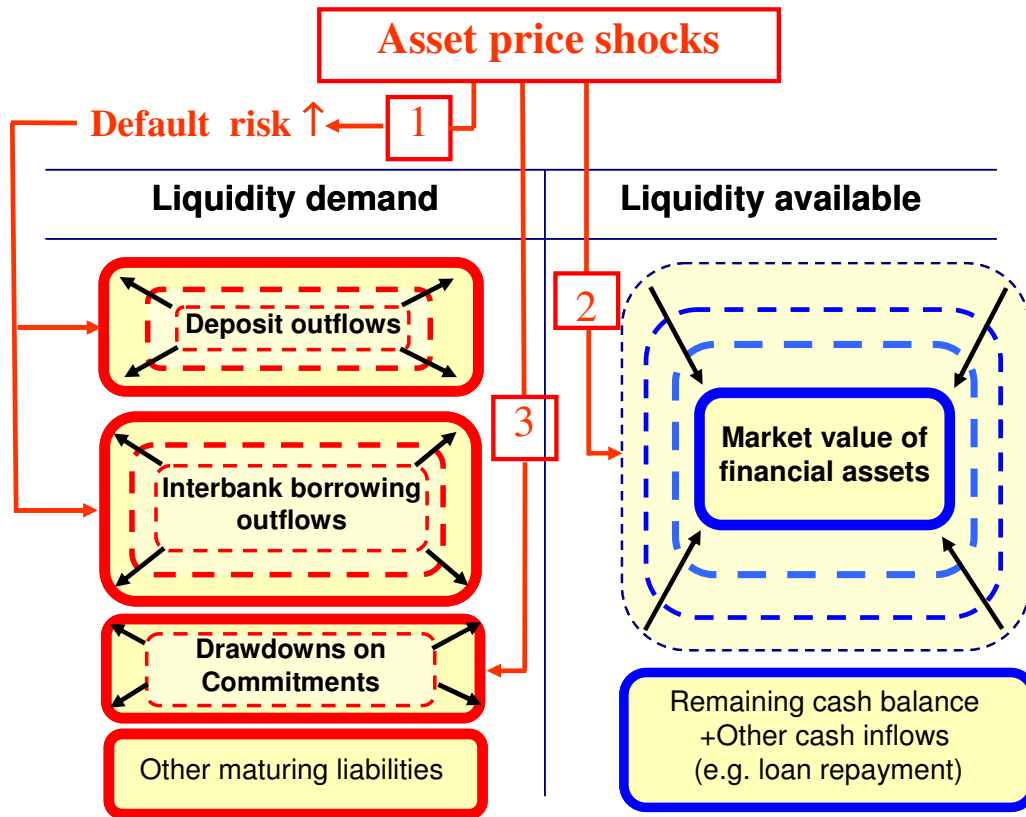 Asset price shocks
1
Default risk ↑
Liquidity demand
Liquidity available
Deposit outflows
2
3
Interbank borrowing
outflows
Market value of
financial assets
Drawdowns on
Commitments
Other maturing liabilities
Remaining cash balance
+Other cash inflows
(e.g. loan repayment)